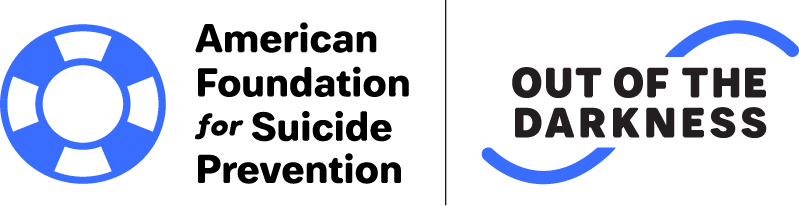 American
Foundation
for Suicide
Prevention
OUT OF THE
DARKNESS